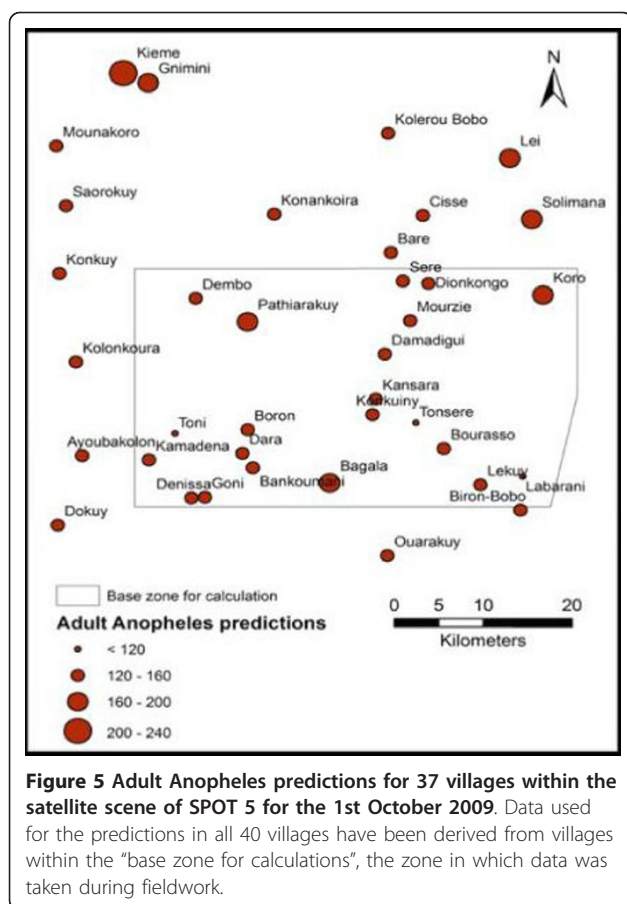 Kieme
Gnimini
N
Mounakoro
Kolerou Bobo
Lei
Saorokuy
Konankoira
Cisse
Solimana
Bare
Konkuy
Sere
Dembo
Dionkongo
Koro
Pathiarakuy
Mourzie
Kolonkoura
Damadigui
Kansara
Konkuiny
Toni
Boron
Tonsere
Ayoubakolon
Kamadena
Dara
Bourasso
Denissa
Goni
Bankoumani
Bagala
Lekuy
Labarani
Biron-Bobo
Dokuy
Ouarakuy
Base zone for calculation
Adult Anopheles predictions
< 120
120 - 160
160 - 200
200 - 240
0 5 10 20
Kilometers
Figure 5 Adult Anopheles predictions for 37 villages within the
satellite scene of SPOT 5 for the 1st October 2009. Data used
for the predictions in all 40 villages have been derived from villages
within the “base zone for calculations”, the zone in which data was
taken during fieldwork.